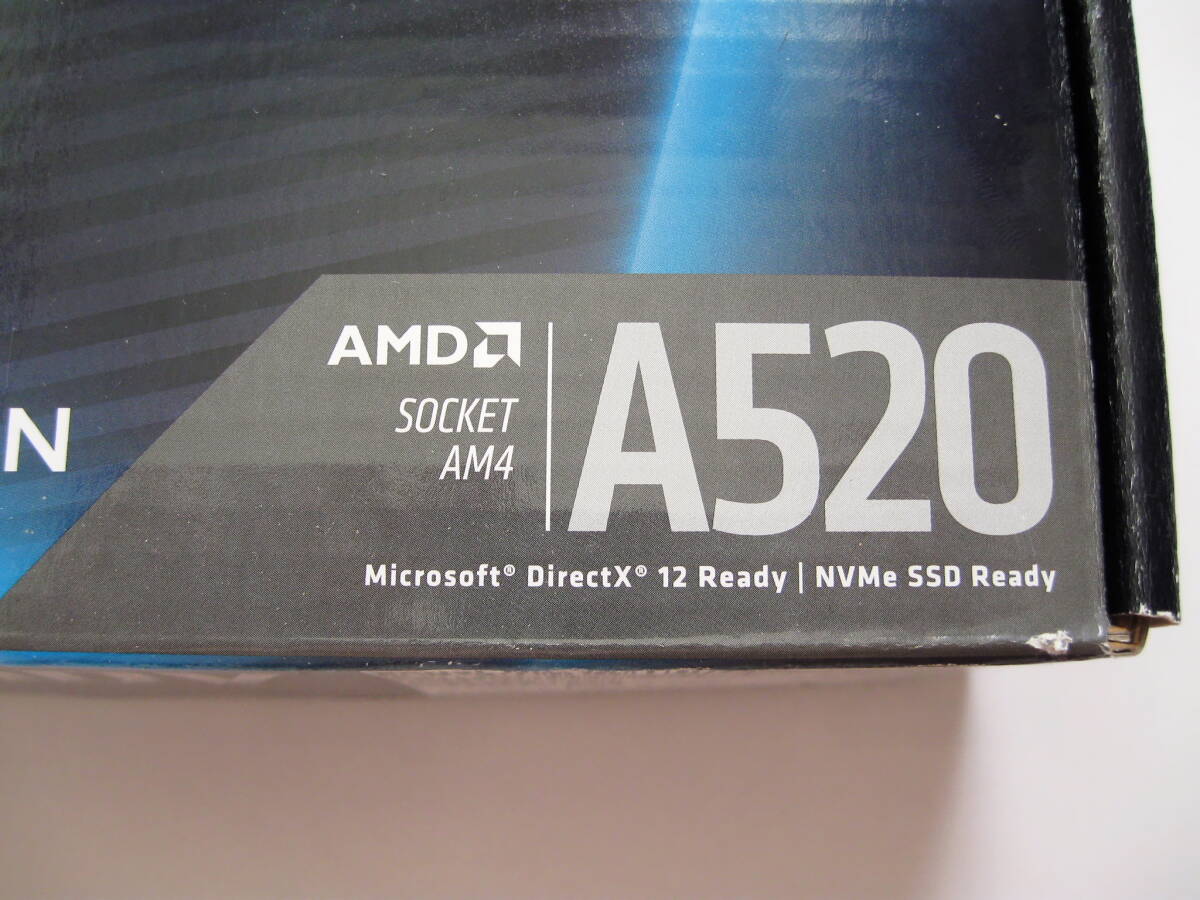 N
AMD
SOCKET
AM4
A520
Microsoft® DirectX® 12 Ready | NVMe SSD Ready